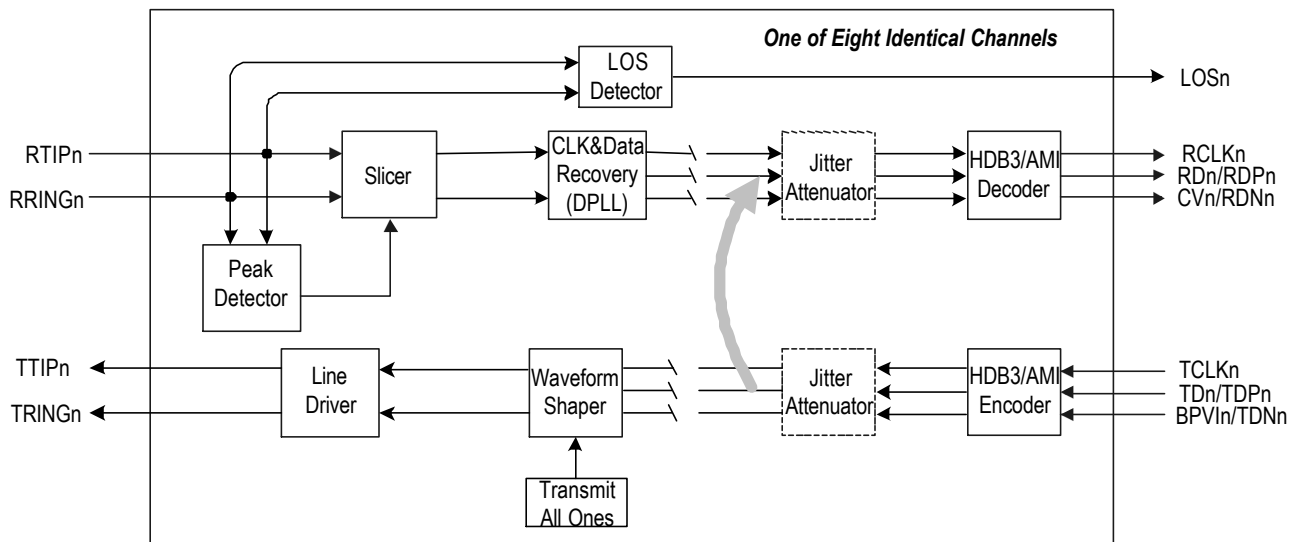 One of Eight Identical Channels
LOS
Detector
LOSn
RTIPn
RRINGn
Slicer
CLK&Data
Recovery
(DPLL)
Jitter
Attenuator
HDB3/AMI
Decoder
RCLKn
RDn/RDPn
CVn/RDNn
Peak
Detector
TTIPn
TRINGn
Line
Driver
Waveform
Shaper
Jitter
Attenuator
HDB3/AMI
Encoder
TCLKn
TDn/TDPn
BPVIn/TDNn
Transmit
All Ones